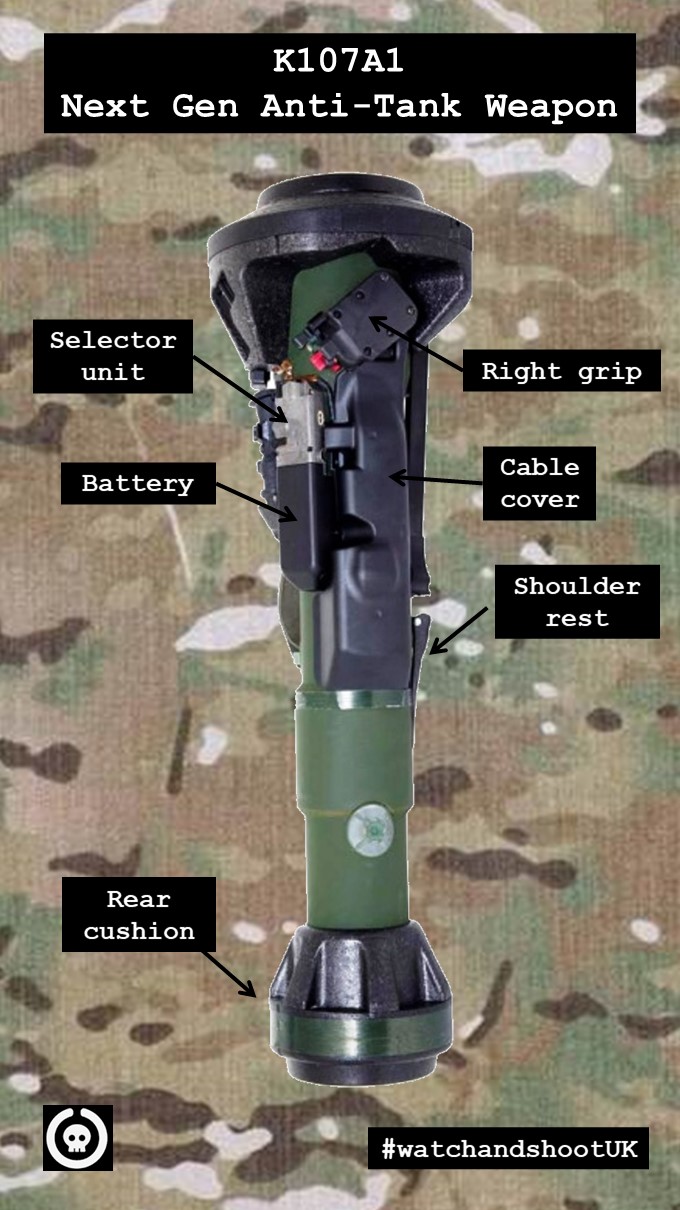 K107A1
Next Gen Anti-Tank Weapon
Selector
unit
Right grip
Battery
Cable
cover
Shoulder
rest
Rear
cushion
#watchandshootUK